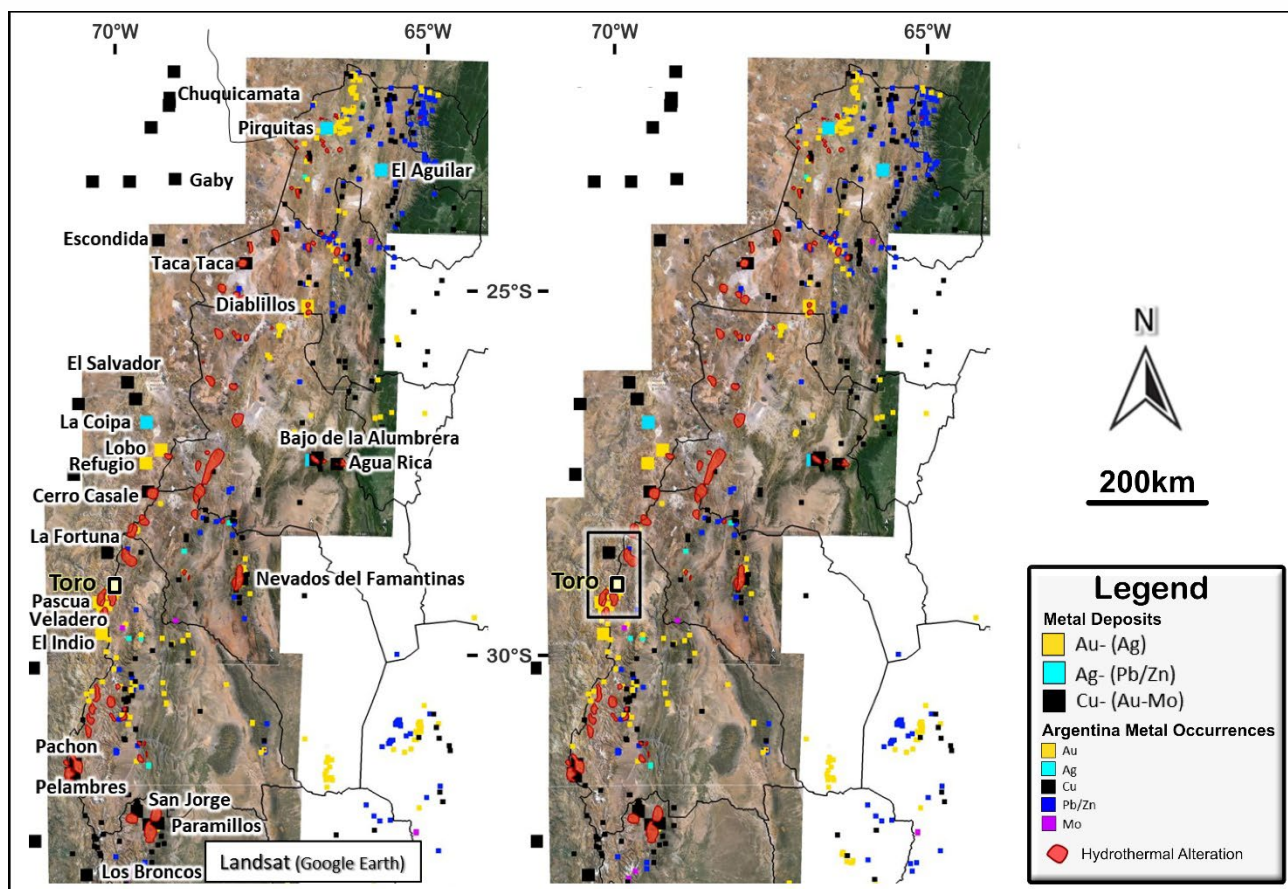 70°W
65°W
70°W
65°W
Chuquicamata
Pirquitas
El Aguilar
Gaby
Escondida
Taca Taca
25°S
Diablillos
El Salvador
La Coipa
Bajo de la Alumbrera
Lobo
Refugio
Agua Rica
Cerro Casale
La Fortuna
Toro
Nevados del Famantinas
Toro
Pascua
Veladero
El Indio
30°S
Pachon
Pelambres
San Jorge
Paramillos
Landsat (Google Earth)
Los Broncos
N
200km
Legend
Metal Deposits
Au- (Ag)
Ag- (Pb/Zn)
Cu- (Au-Mo)
Argentina Metal Occurrences
Au
Ag
Cu
Pb/Zn
Mo
Hydrothermal Alteration